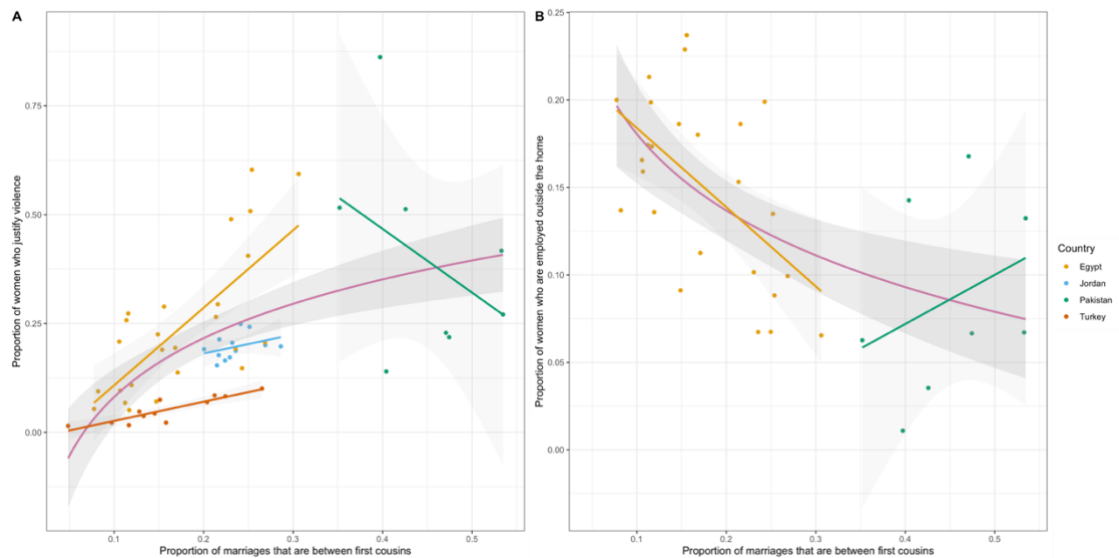 A
Proportion of women who justify violence
0.75
0.50
0.25
0.00
0.1 0.2 0.3 0.4 0.5
Proportion of marriages that are between first cousins
B
Proportion of women who are employed outside the home
0.25
0.20
0.15
0.10
0.05
0.00
0.1 0.2 0.3 0.4 0.5
Proportion of marriages that are between first cousins
Country
Egypt
Jordan
Pakistan
Turkey